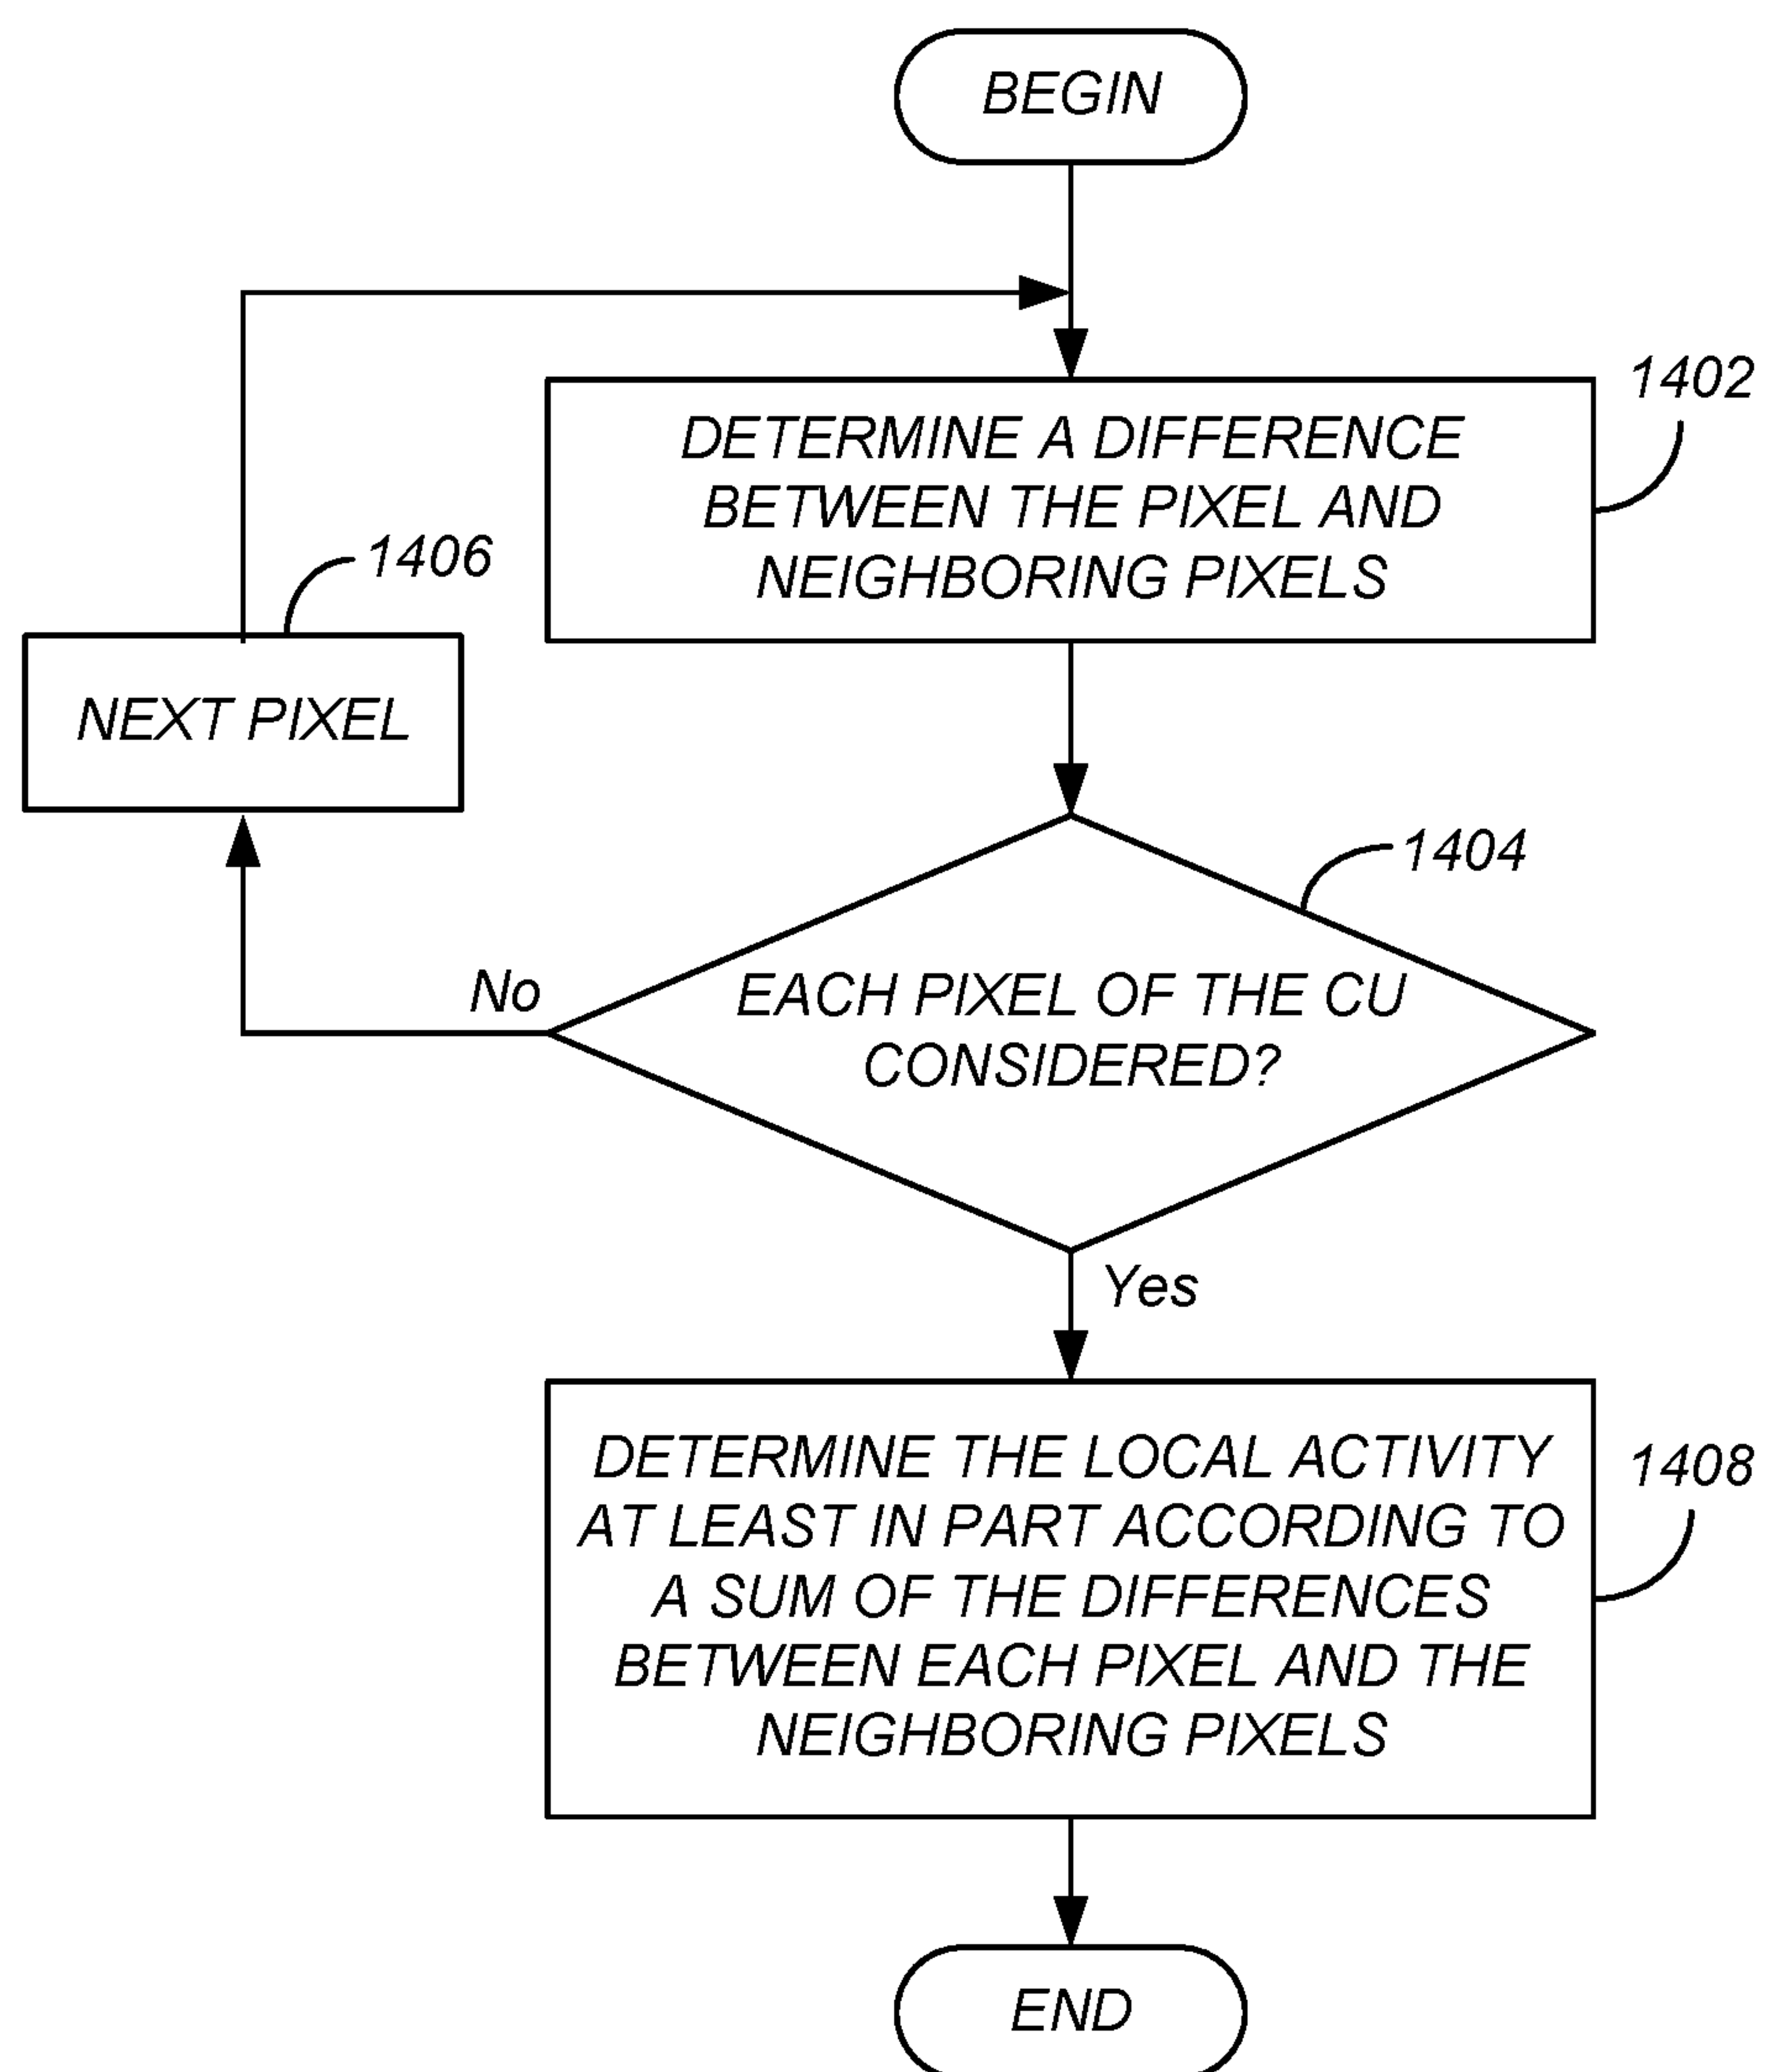 BEGIN
1402
DETERMINE A DIFFERENCE
BETWEEN THE PIXEL AND
NEIGHBORING PIXELS
1406
NEXT PIXEL
1404
EACH PIXEL OF THE CU
CONSIDERED?
No
Yes
1408
DETERMINE THE LOCAL ACTIVITY
AT LEAST IN PART ACCORDING TO
A SUM OF THE DIFFERENCES
BETWEEN EACH PIXEL AND THE
NEIGHBORING PIXELS
END